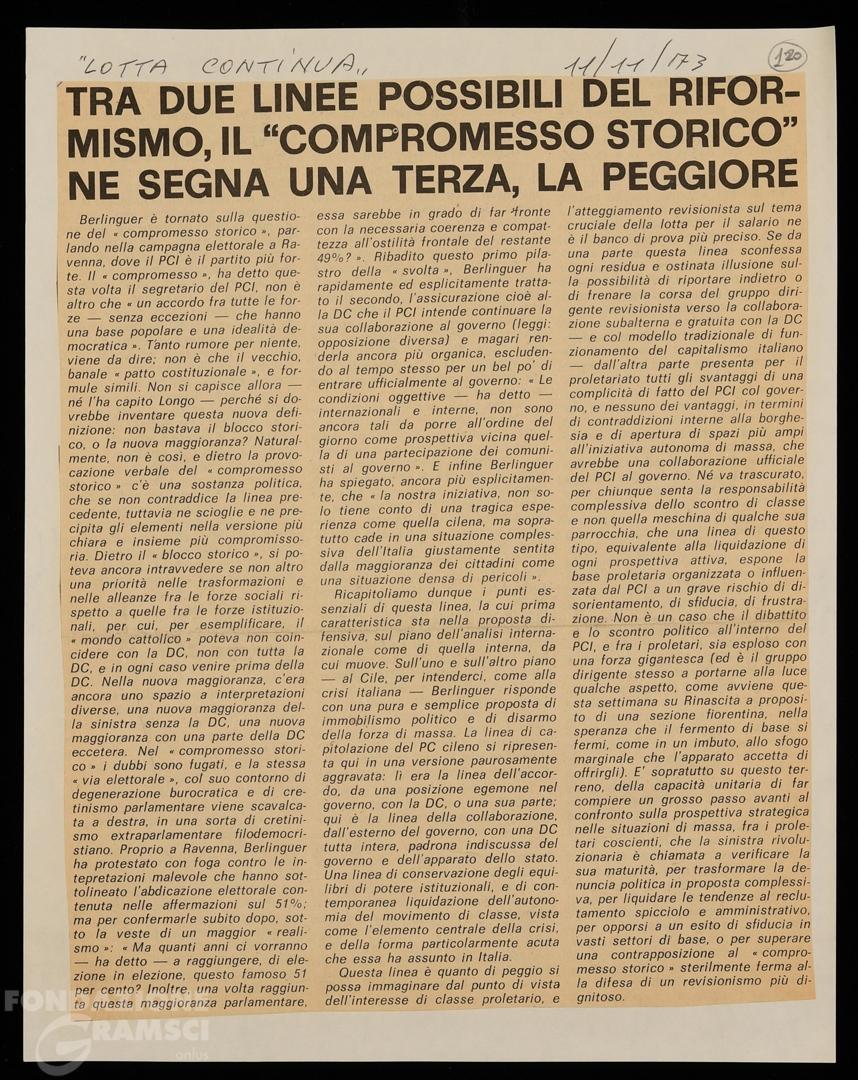 "LOTTA CONTINUA„ 11/11/73 120
TRA DUE LINEE POSSIBILI DEL RIFOR-
MISMO, IL “COMPROMESSO STORICO”
NE SEGNA UNA TERZA, LA PEGGIORE
Berlinguer è tornato sulla questio-
ne del « compromesso storico », par-
lando nella campagna elettorale a Ra-
venna, dove il PCI è il partito più for-
te. Il « compromesso », ha detto que-
sta volta il segretario del PCI, non è
altro che « un accordo fra tutte le for-
ze — senza eccezioni — che hanno
una base popolare e una idealità de-
mocratica ». Tanto rumore per niente,
viene da dire; non è che il vecchio,
banale « patto costituzionale », e for-
mule simili. Non si capisce allora —
né l'ha capito Longo — perché si do-
vrebbe inventare questa nuova defi-
nizione: non bastava il blocco stori-
co, o la nuova maggioranza? Natural-
mente, non è così, e dietro la provo-
cazione verbale del « compromesso
storico » c'è una sostanza politica,
che se non contraddice la linea pre-
cedente, tuttavia ne scioglie e ne pre-
cipita gli elementi nella versione più
chiara e insieme più compromisso-
ria. Dietro il « blocco storico », si po-
teva ancora intravvedere se non altro
una priorità nelle trasformazioni e
nelle alleanze fra le forze sociali ri-
spetto a quelle fra le forze istituzio-
nali, per cui, per esemplificare, il
« mondo cattolico » poteva non coin-
cidere con la DC, non con tutta la
DC, e in ogni caso venire prima della
DC. Nella nuova maggioranza, c'era
ancora uno spazio a interpretazioni
diverse, una nuova maggioranza del-
la sinistra senza la DC, una nuova
maggioranza con una parte della DC
eccetera. Nel « compromesso stori-
co » i dubbi sono fugati, e la stessa
« via elettorale », col suo contorno di
degenerazione burocratica e di cre-
tinismo parlamentare viene scavalca-
ta a destra, in una sorta di cretini-
smo extraparlamentare filodemocri-
stiano. Proprio a Ravenna, Berlinguer
ha protestato con foga contro le in-
tepretazioni malevole che hanno sot-
tolineato l'abdicazione elettorale con-
tenuta nelle affermazioni sul 51%;
ma per confermarle subito dopo, sot-
to la veste di un maggior « reali-
smo »: « Ma quanti anni ci vorranno
— ha detto — a raggiungere, di ele-
zione in elezione, questo famoso 51
per cento? Inoltre, una volta raggiun-
ta questa maggioranza parlamentare,
essa sarebbe in grado di far fronte
con la necessaria coerenza e compat-
tezza all'ostilità frontale del restante
49%? ». Ribadito questo primo pila-
stro della « svolta », Berlinguer ha
rapidamente ed esplicitamente tratta-
to il secondo, l'assicurazione cioè al-
la DC che il PCI intende continuare la
sua collaborazione al governo (leggi:
opposizione diversa) e magari ren-
derla ancora più organica, escluden-
do al tempo stesso per un bel po' di
entrare ufficialmente al governo: « Le
condizioni oggettive — ha detto —
internazionali e interne, non sono
ancora tali da porre all'ordine del
giorno come prospettiva vicina quel-
la di una partecipazione dei comuni-
sti al governo ». E infine Berlinguer
ha spiegato, ancora più esplicitamen-
te, che « la nostra iniziativa, non so-
lo tiene conto di una tragica espe-
rienza come quella cilena, ma sopra-
tutto cade in una situazione comples-
siva dell'Italia giustamente sentita
dalla maggioranza dei cittadini come
una situazione densa di pericoli ».
Ricapitoliamo dunque i punti es-
senziali di questa linea, la cui prima
caratteristica sta nella proposta di-
fensiva, sul piano dell'analisi interna-
zionale come di quella interna, da
cui muove. Sull'uno e sull'altro piano
— al Cile, per intenderci, come alla
crisi italiana — Berlinguer risponde
con una pura e semplice proposta di
immobilismo politico e di disarmo
della forza di massa. La linea di ca-
pitolazione del PC cileno si ripresen-
ta qui in una versione paurosamente
aggravata: lì era la linea dell'accor-
do, da una posizione egemone nel
governo, con la DC, o una sua parte;
qui è la linea della collaborazione,
dall'esterno del governo, con una DC
tutta intera, padrona indiscussa del
governo e dell'apparato dello stato.
Una linea di conservazione degli equi-
libri di potere istituzionali, e di con-
temporanea liquidazione dell'autono-
mia del movimento di classe, vista
come l'elemento centrale della crisi,
e della forma particolarmente acuta
che essa ha assunto in Italia.
Questa linea è quanto di peggio si
possa immaginare dal punto di vista
dell'interesse di classe proletario, e
l'atteggiamento revisionista sul tema
cruciale della lotta per il salario ne
è il banco di prova più preciso. Se da
una parte questa linea sconfessa
ogni residua e ostinata illusione sul-
la possibilità di riportare indietro o
di frenare la corsa del gruppo diri-
gente revisionista verso la collabora-
zione subalterna e gratuita con la DC
— e col modello tradizionale di fun-
zionamento del capitalismo italiano
— dall'altra parte presenta per il
proletariato tutti gli svantaggi di una
complicità di fatto del PCI col gover-
no, e nessuno dei vantaggi, in termini
di contraddizioni interne alla borghe-
sia e di apertura di spazi più ampi
all'iniziativa autonoma di massa, che
avrebbe una collaborazione ufficiale
del PCI al governo. Né va trascurato,
per chiunque senta la responsabilità
complessiva dello scontro di classe
e non quella meschina di qualche sua
parrocchia, che una linea di questo
tipo, equivalente alla liquidazione di
ogni prospettiva attiva, espone la
base proletaria organizzata o influen-
zata dal PCI a un grave rischio di di-
sorientamento, di sfiducia, di frustra-
zione. Non è un caso che il dibattito
e lo scontro politico all'interno del
PCI, e fra i proletari, sia esploso con
una forza gigantesca (ed è il gruppo
dirigente stesso a portarne alla luce
qualche aspetto, come avviene que-
sta settimana su Rinascita a proposi-
to di una sezione fiorentina, nella
speranza che il fermento di base si
fermi, come in un imbuto, allo sfogo
marginale che l'apparato accetta di
offrirgli). E' sopratutto su questo ter-
reno, della capacità unitaria di far
compiere un grosso passo avanti al
confronto sulla prospettiva strategica
nelle situazioni di massa, fra i prole-
tari coscienti, che la sinistra rivolu-
zionaria è chiamata a verificare la
sua maturità, per trasformare la de-
nuncia politica in proposta complessi-
va, per liquidare le tendenze al reclu-
tamento spicciolo e amministrativo,
per opporsi a un esito di sfiducia in
vasti settori di base, o per superare
una contrapposizione al « compro-
messo storico » sterilmente ferma al-
la difesa di un revisionismo più di-
gnitoso.
FONDAZIONE
GRAMSCI
onlus